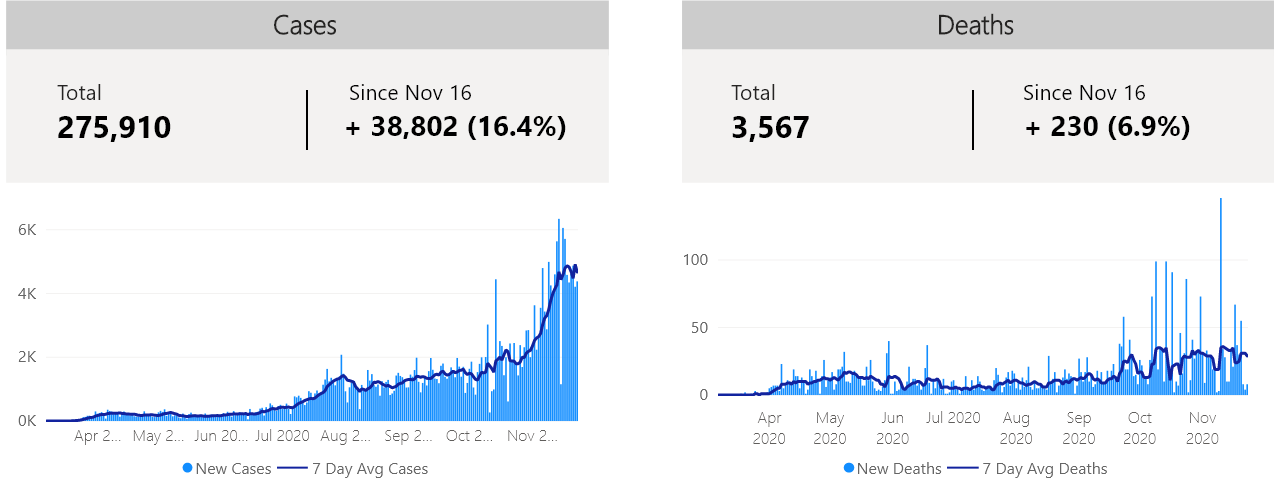 Cases
Total
275,910
Since Nov 16
+ 38,802 (16.4%)
6K
4K
2K
0K
Apr 2... May 2... Jun 20... Jul 2020 Aug 2... Sep 2... Oct 2... Nov 2...
New Cases 7 Day Avg Cases
Deaths
Total
3,567
Since Nov 16
+ 230 (6.9%)
100
50
0
Apr May Jun Jul 2020 Aug Sep Oct Nov
2020 2020 2020 2020 2020 2020 2020
New Deaths 7 Day Avg Deaths